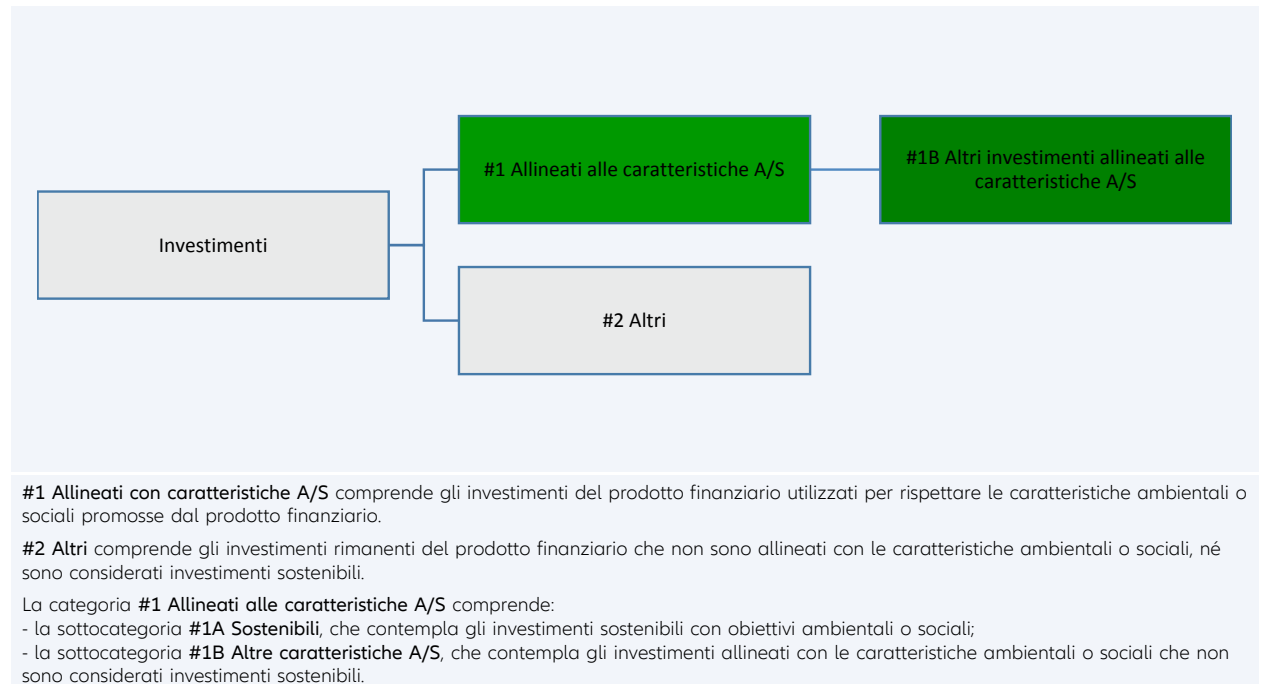 #1 Allineati alle caratteristiche A/S
#1B Altri investimenti allineati alle
caratteristiche A/S
Investimenti
#2 Altri
#1 Allineati con caratteristiche A/S comprende gli investimenti del prodotto finanziario utilizzati per rispettare le caratteristiche ambientali o
sociali promosse dal prodotto finanziario.
#2 Altri comprende gli investimenti rimanenti del prodotto finanziario che non sono allineati con le caratteristiche ambientali o sociali, né
sono considerati investimenti sostenibili.
La categoria #1 Allineati alle caratteristiche A/S comprende:
- la sottocategoria #1A Sostenibili, che contempla gli investimenti sostenibili con obiettivi ambientali o sociali;
- la sottocategoria #1B Altre caratteristiche A/S, che contempla gli investimenti allineati con le caratteristiche ambientali o sociali che non
sono considerati investimenti sostenibili.